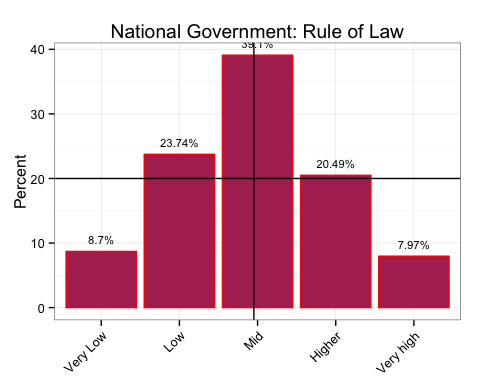 National Government: Rule of Law
Percent
40
30
20
10
0
8.7%
23.74%
39.1%
20.49%
7.97%
Very Low
Low
Mid
Higher
Very high